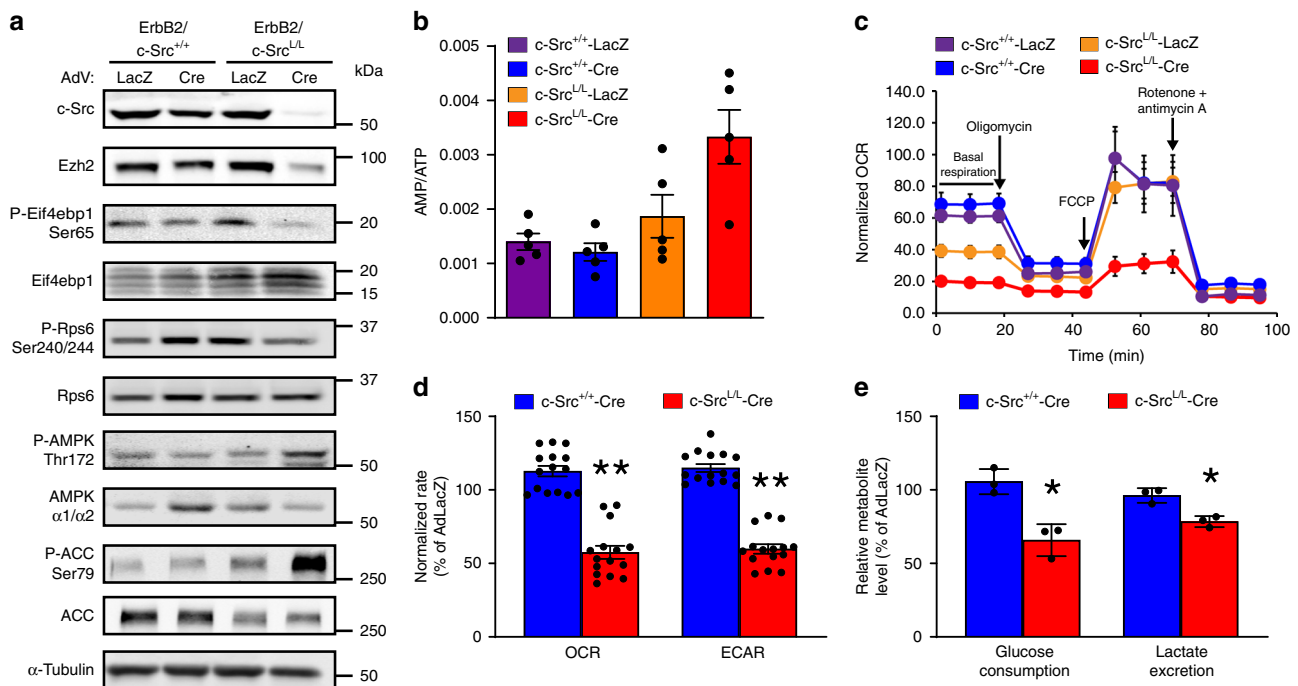 a
ErbB2/
c-Src+/+
ErbB2/
c-SrcL/L
AdV:
LacZ
Cre
LacZ
Cre
kDa
c-Src
50
Ezh2
100
P-Eif4ebp1
Ser65
20
Eif4ebp1
20
15
P-Rps6
Ser240/244
37
Rps6
37
P-AMPK
Thr172
50
AMPK
α1/α2
50
P-ACC
Ser79
250
ACC
250
α-Tubulin
50
b
AMP/ATP
0.005
0.004
0.003
0.002
0.001
0.000
c-Src+/+-LacZ
c-Src+/+-Cre
c-SrcL/L-LacZ
c-SrcL/L-Cre
c
c-Src+/+-LacZ
c-SrcL/L-LacZ
c-Src+/+-Cre
c-SrcL/L-Cre
Normalized OCR
140.0
120.0
100.0
80.0
60.0
40.0
20.0
0.0
Basal
respiration
Oligomycin
FCCP
Rotenone +
antimycin A
0
20
40
60
80
100
Time (min)
d
c-Src+/+-Cre
c-SrcL/L-Cre
Normalized rate
(% of AdLacZ)
150
100
50
0
**
**
OCR
ECAR
e
c-Src+/+-Cre
c-SrcL/L-Cre
Relative metabolite
level (% of AdLacZ)
150
100
50
0
*
*
Glucose
consumption
Lactate
excretion